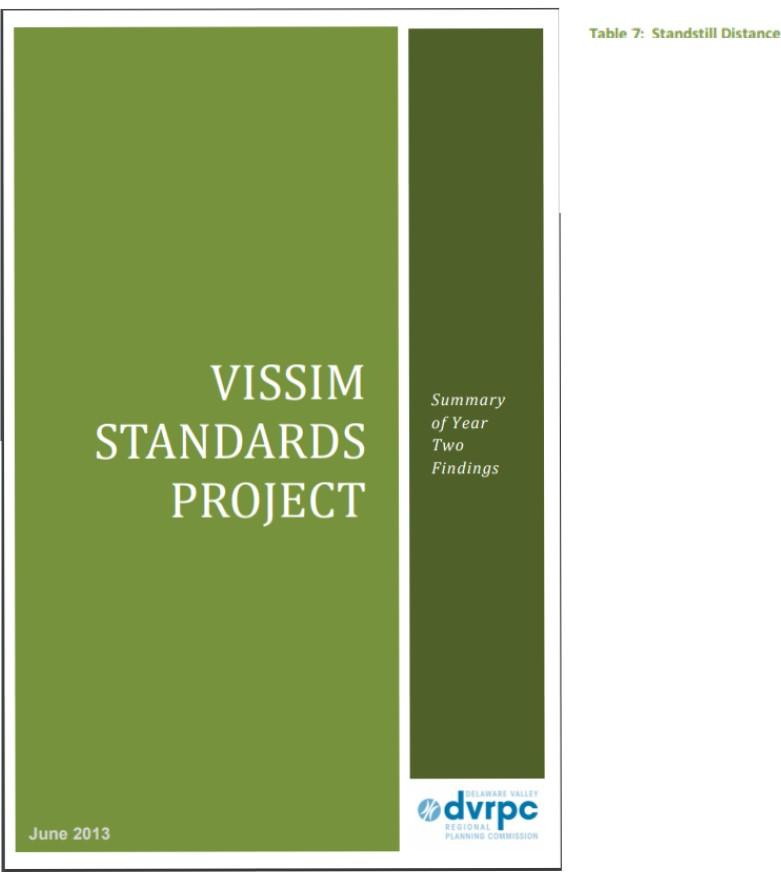 Table 7: Standstill Distance
VISSIM
STANDARDS
PROJECT
Summary
of Year
Two
Findings
June 2013
DELAWARE VALLEY
dvrpc
REGIONAL
PLANNING COMMISSION